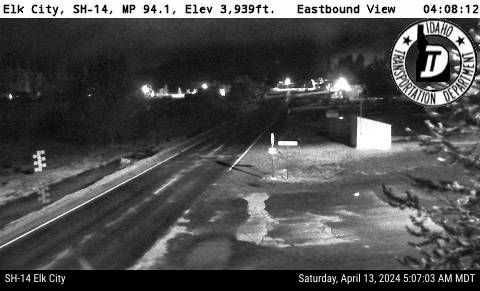 Elk City, SH-14, MP 94.1, Elev 3,939ft. Eastbound View 04:08:12
IDAHO
TRANSPORTATION DEPARTMENT
SH-14 Elk City Saturday, April 13, 2024 5:07:03 AM MDT